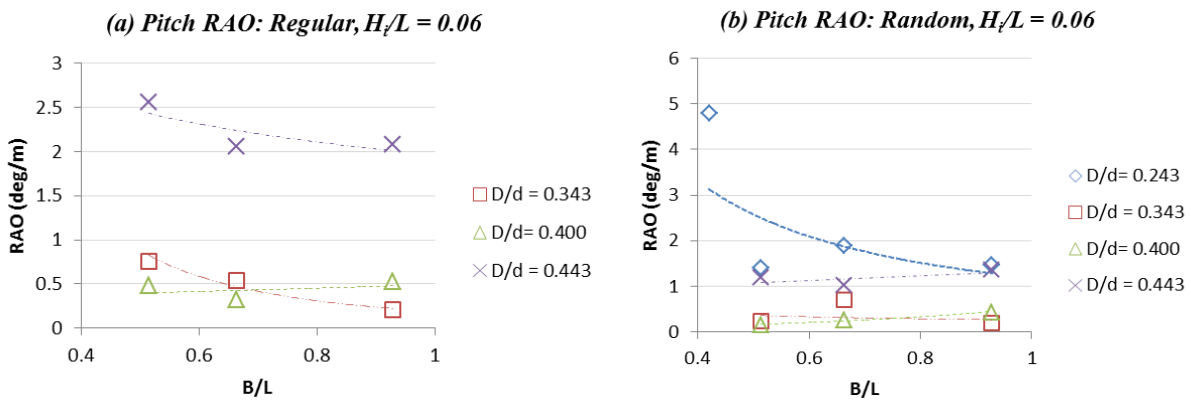 (a) Pitch RAO: Regular, Hᵢ/L = 0.06
3
2.5
2
1.5
1
0.5
0
0.4
0.6
0.8
1
RAO (deg/m)
B/L
D/d = 0.343
D/d= 0.400
D/d = 0.443
(b) Pitch RAO: Random, Hᵢ/L = 0.06
6
5
4
3
2
1
0
0.4
0.6
0.8
1
RAO (deg/m)
B/L
D/d = 0.243
D/d = 0.343
D/d= 0.400
D/d = 0.443